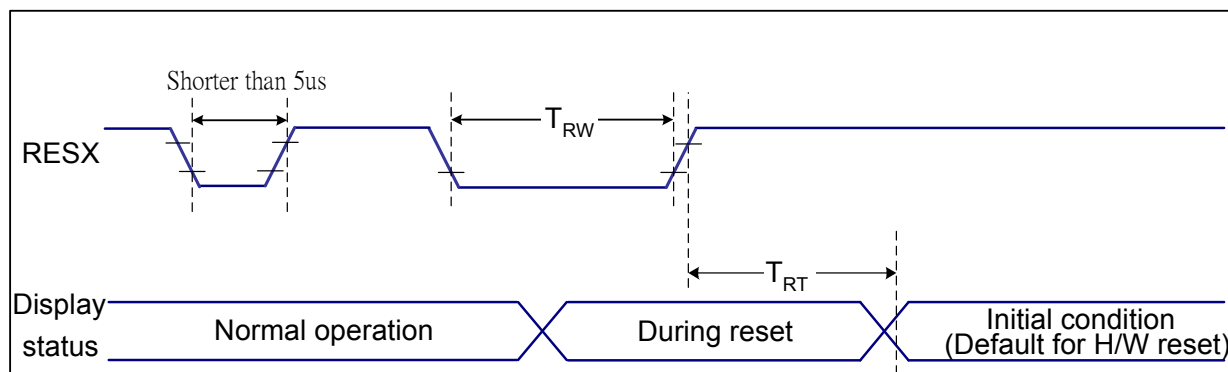 Shorter than 5us
RESX
TRW
TRT
Display
status
Normal operation
During reset
Initial condition
(Default for H/W reset)